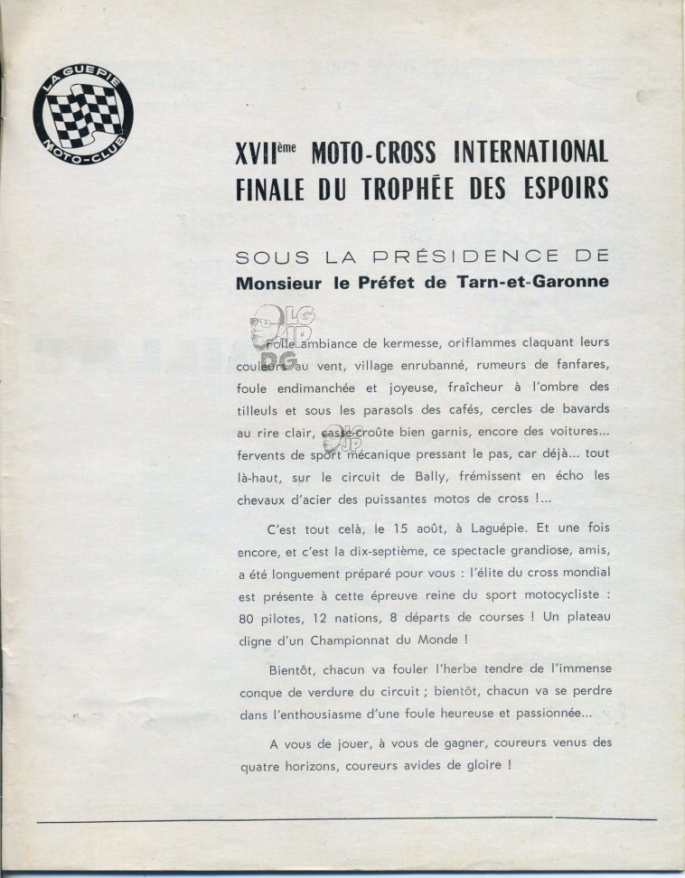 LA GUEPIE
MOTO-CLUB
XVIIème MOTO-CROSS INTERNATIONAL
FINALE DU TROPHÉE DES ESPOIRS
SOUS LA PRÉSIDENCE DE
Monsieur le Préfet de Tarn-et-Garonne
LG
JP
DG
Folle ambiance de kermesse, oriflammes claquant leurs
couleurs au vent, village enrubanné, rumeurs de fanfares,
foule endimanchée et joyeuse, fraîcheur à l'ombre des
tilleuls et sous les parasols des cafés, cercles de bavards
au rire clair, casse-croûte bien garnis, encore des voitures...
LG
JP
fervents de sport mécanique pressant le pas, car déjà... tout
là-haut, sur le circuit de Bally, frémissent en écho les
chevaux d'acier des puissantes motos de cross !...
C'est tout celà, le 15 août, à Laguépie. Et une fois
encore, et c'est la dix-septième, ce spectacle grandiose, amis,
a été longuement préparé pour vous : l'élite du cross mondial
est présente à cette épreuve reine du sport motocycliste :
80 pilotes, 12 nations, 8 départs de courses ! Un plateau
digne d'un Championnat du Monde !
Bientôt, chacun va fouler l'herbe tendre de l'immense
conque de verdure du circuit ; bientôt, chacun va se perdre
dans l'enthousiasme d'une foule heureuse et passionnée...
A vous de jouer, à vous de gagner, coureurs venus des
quatre horizons, coureurs avides de gloire !